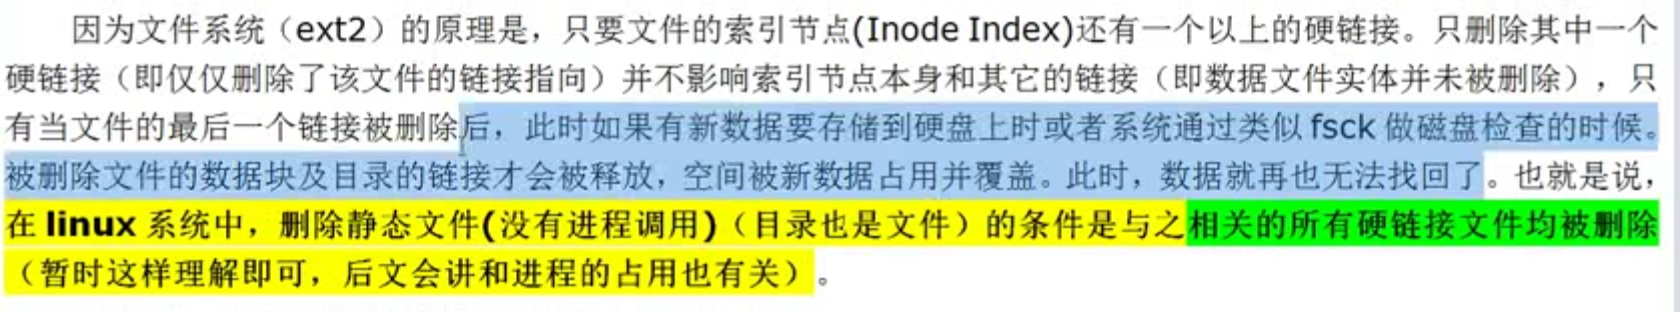 因为文件系统（ext2）的原理是，只要文件的索引节点(Inode Index)还有一个以上的硬链接。只删除其中一个
硬链接（即仅仅删除了该文件的链接指向）并不影响索引节点本身和其它的链接（即数据文件实体并未被删除），只
有当文件的最后一个链接被删除后，此时如果有新数据要存储到硬盘上时或者系统通过类似 fsck 做磁盘检查的时候。
被删除文件的数据块及目录的链接才会被释放，空间被新数据占用并覆盖。此时，数据就再也无法找回了。也就是说，
在 linux 系统中，删除静态文件(没有进程调用)（目录也是文件）的条件是与之相关的所有硬链接文件均被删除
（暂时这样理解即可，后文会讲和进程的占用也有关）。